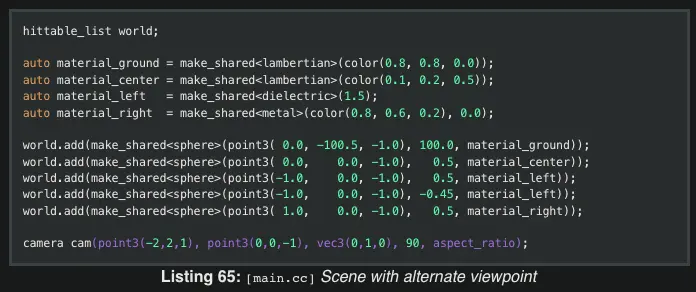 hittable_list world;

auto material_ground = make_shared<lambertian>(color(0.8, 0.8, 0.0));
auto material_center = make_shared<lambertian>(color(0.1, 0.2, 0.5));
auto material_left   = make_shared<dielectric>(1.5);
auto material_right  = make_shared<metal>(color(0.8, 0.6, 0.2), 0.0);

world.add(make_shared<sphere>(point3( 0.0, -100.5, -1.0), 100.0, material_ground));
world.add(make_shared<sphere>(point3( 0.0,    0.0, -1.0),   0.5, material_center));
world.add(make_shared<sphere>(point3(-1.0,    0.0, -1.0),   0.5, material_left));
world.add(make_shared<sphere>(point3(-1.0,    0.0, -1.0), -0.45, material_left));
world.add(make_shared<sphere>(point3( 1.0,    0.0, -1.0),   0.5, material_right));

camera cam(point3(-2,2,1), point3(0,0,-1), vec3(0,1,0), 90, aspect_ratio);
Listing 65: [main.cc] Scene with alternate viewpoint